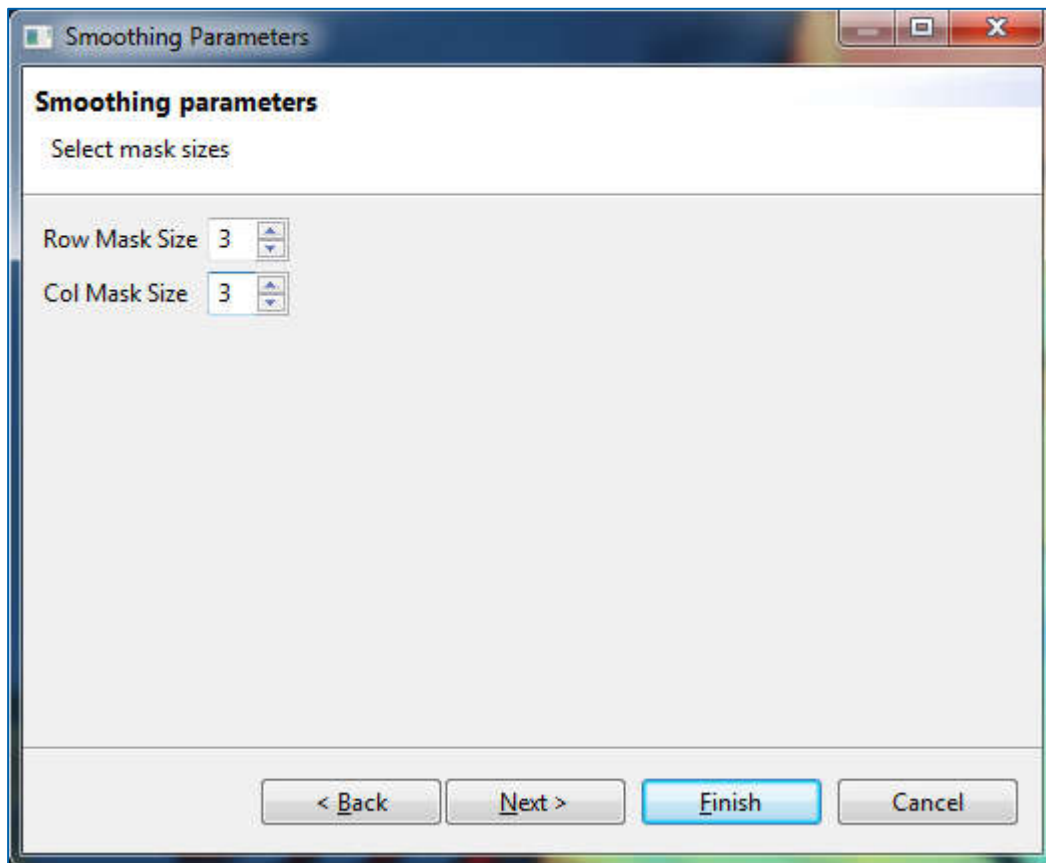 Smoothing Parameters
Smoothing parameters
Select mask sizes
Row Mask Size 3
Col Mask Size 3
< Back Next > Finish Cancel